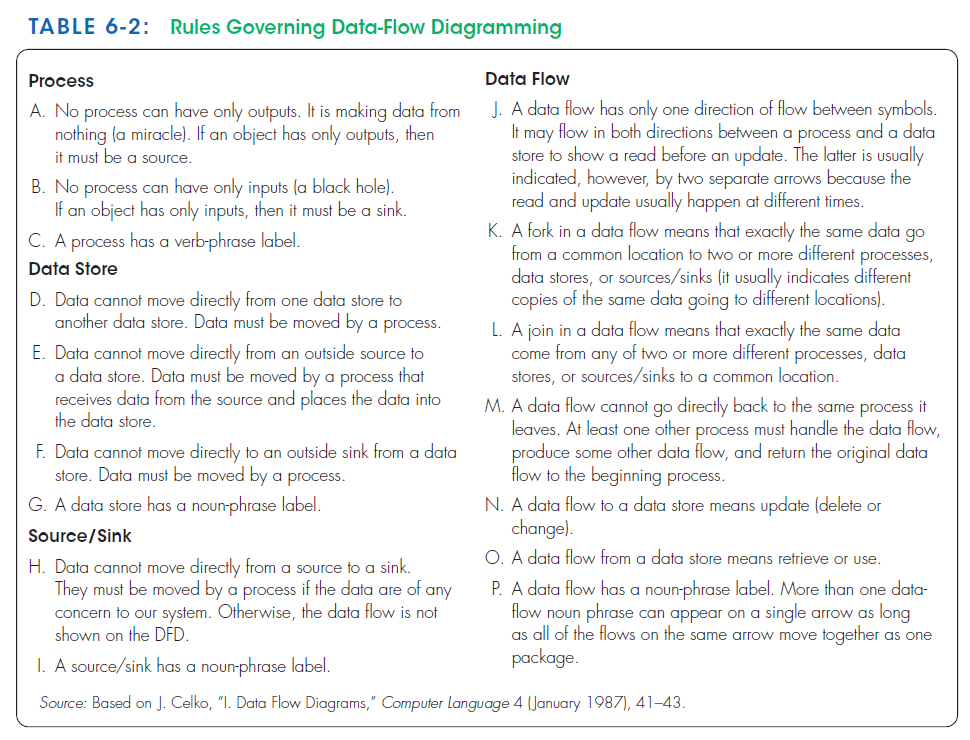 TABLE 6-2: Rules Governing Data-Flow Diagramming
Process
A. No process can have only outputs. It is making data from
nothing (a miracle). If an object has only outputs, then
it must be a source.
B. No process can have only inputs (a black hole).
If an object has only inputs, then it must be a sink.
C. A process has a verb-phrase label.
Data Store
D. Data cannot move directly from one data store to
another data store. Data must be moved by a process.
E. Data cannot move directly from an outside source to
a data store. Data must be moved by a process that
receives data from the source and places the data into
the data store.
F. Data cannot move directly to an outside sink from a data
store. Data must be moved by a process.
G. A data store has a noun-phrase label.
Source/Sink
H. Data cannot move directly from a source to a sink.
They must be moved by a process if the data are of any
concern to our system. Otherwise, the data flow is not
shown on the DFD.
I. A source/sink has a noun-phrase label.
Data Flow
J. A data flow has only one direction of flow between symbols.
It may flow in both directions between a process and a data
store to show a read before an update. The latter is usually
indicated, however, by two separate arrows because the
read and update usually happen at different times.
K. A fork in a data flow means that exactly the same data go
from a common location to two or more different processes,
data stores, or sources/sinks (it usually indicates different
copies of the same data going to different locations).
L. A join in a data flow means that exactly the same data
come from any of two or more different processes, data
stores, or sources/sinks to a common location.
M. A data flow cannot go directly back to the same process it
leaves. At least one other process must handle the data flow,
produce some other data flow, and return the original data
flow to the beginning process.
N. A data flow to a data store means update (delete or
change).
O. A data flow from a data store means retrieve or use.
P. A data flow has a noun-phrase label. More than one data-
flow noun phrase can appear on a single arrow as long
as all of the flows on the same arrow move together as one
package.
Source: Based on J. Celko, "I. Data Flow Diagrams," Computer Language 4 (January 1987), 41–43.